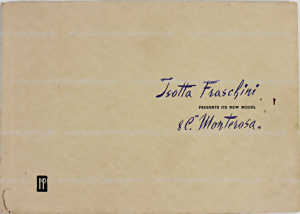 Isotta Fraschini
PRESENTS ITS NEW MODEL
8C. Monterosa.